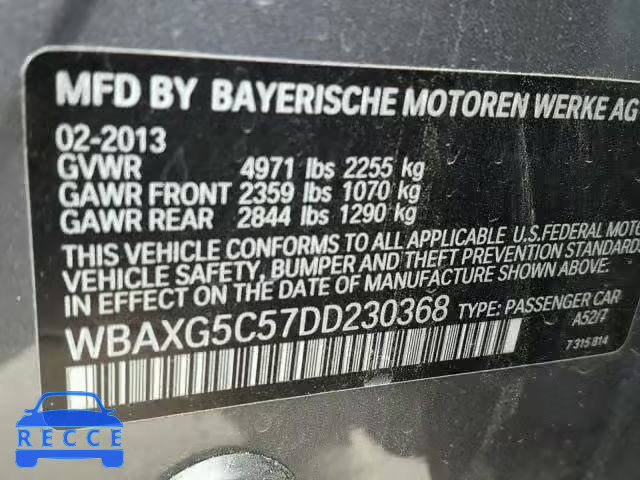 MFD BY BAYERISCHE MOTOREN WERKE AG
02-2013
GVWR 4971 lbs 2255 kg
GAWR FRONT 2359 lbs 1070 kg
GAWR REAR 2844 lbs 1290 kg
THIS VEHICLE CONFORMS TO ALL APPLICABLE U.S.FEDERAL MOTO
VEHICLE SAFETY, BUMPER AND THEFT PREVENTION STANDARD
IN EFFECT ON THE DATE OF MANUFACTURE SHOWN ABOVE.
WBAXG5C57DD230368 TYPE: PASSENGER CAR
A52/7
7 315 814
RECCE